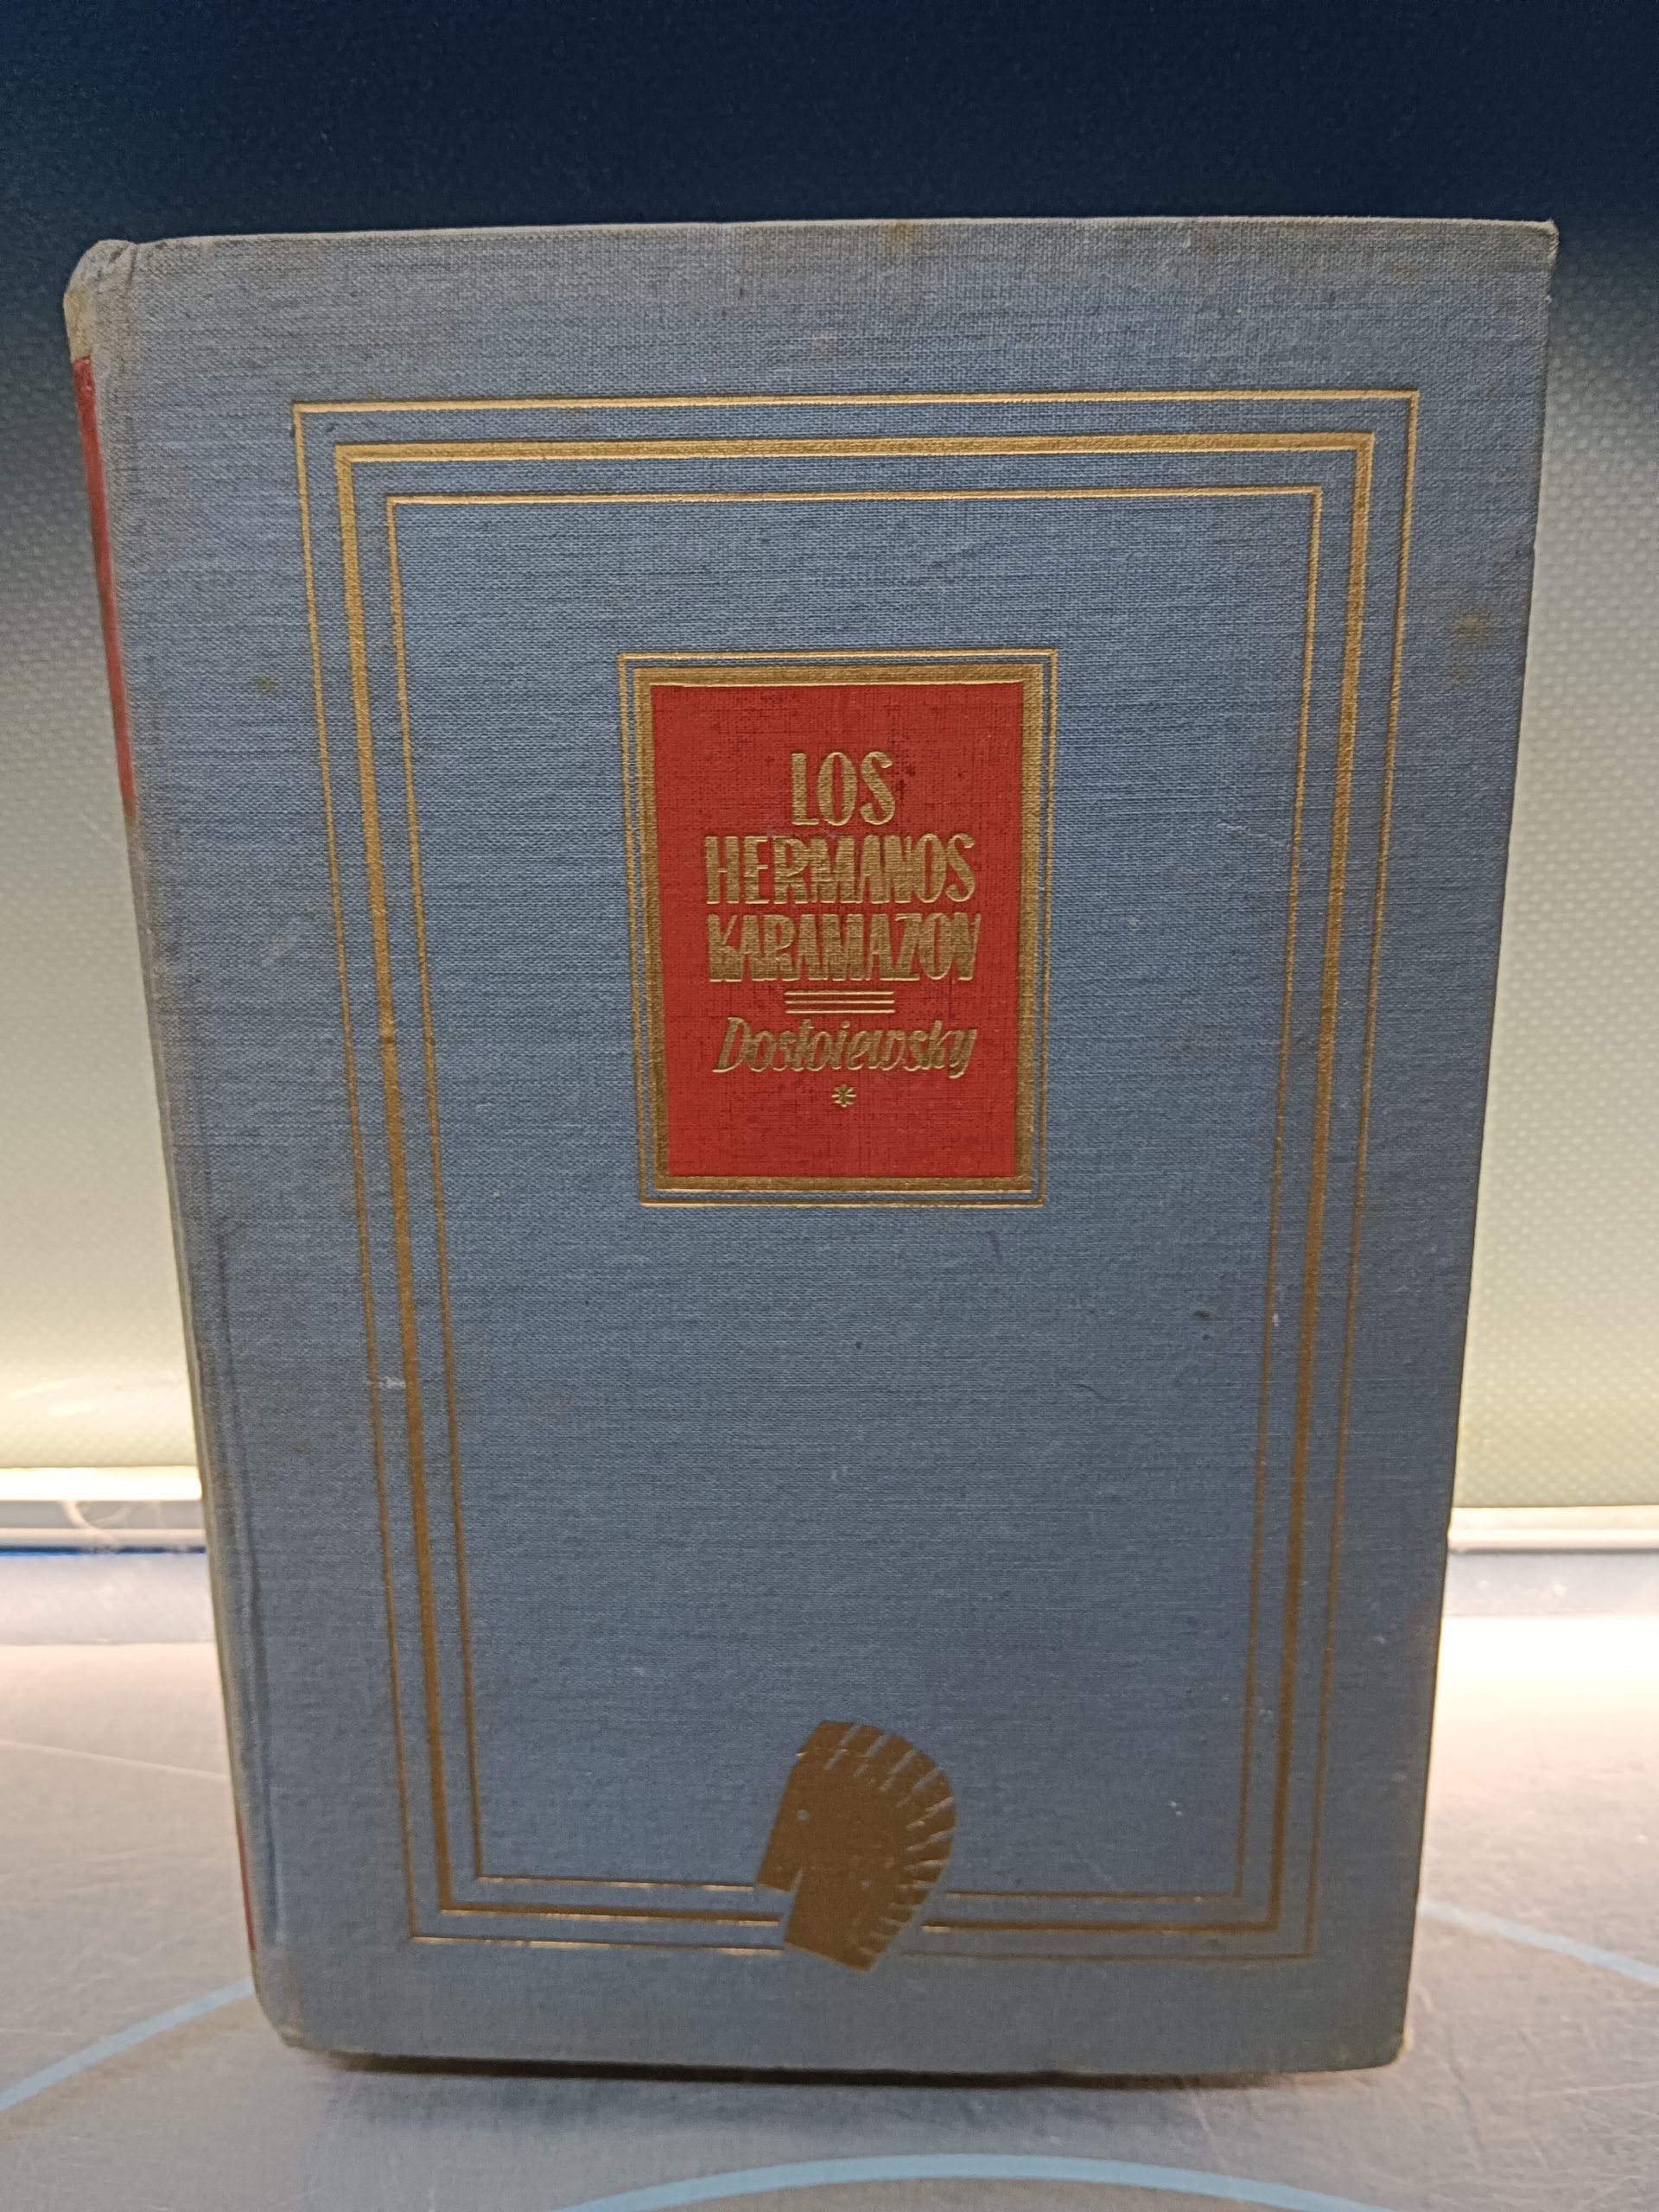 LOS
HERMANOS
KARAMAZOV
Dostoiewsky
*